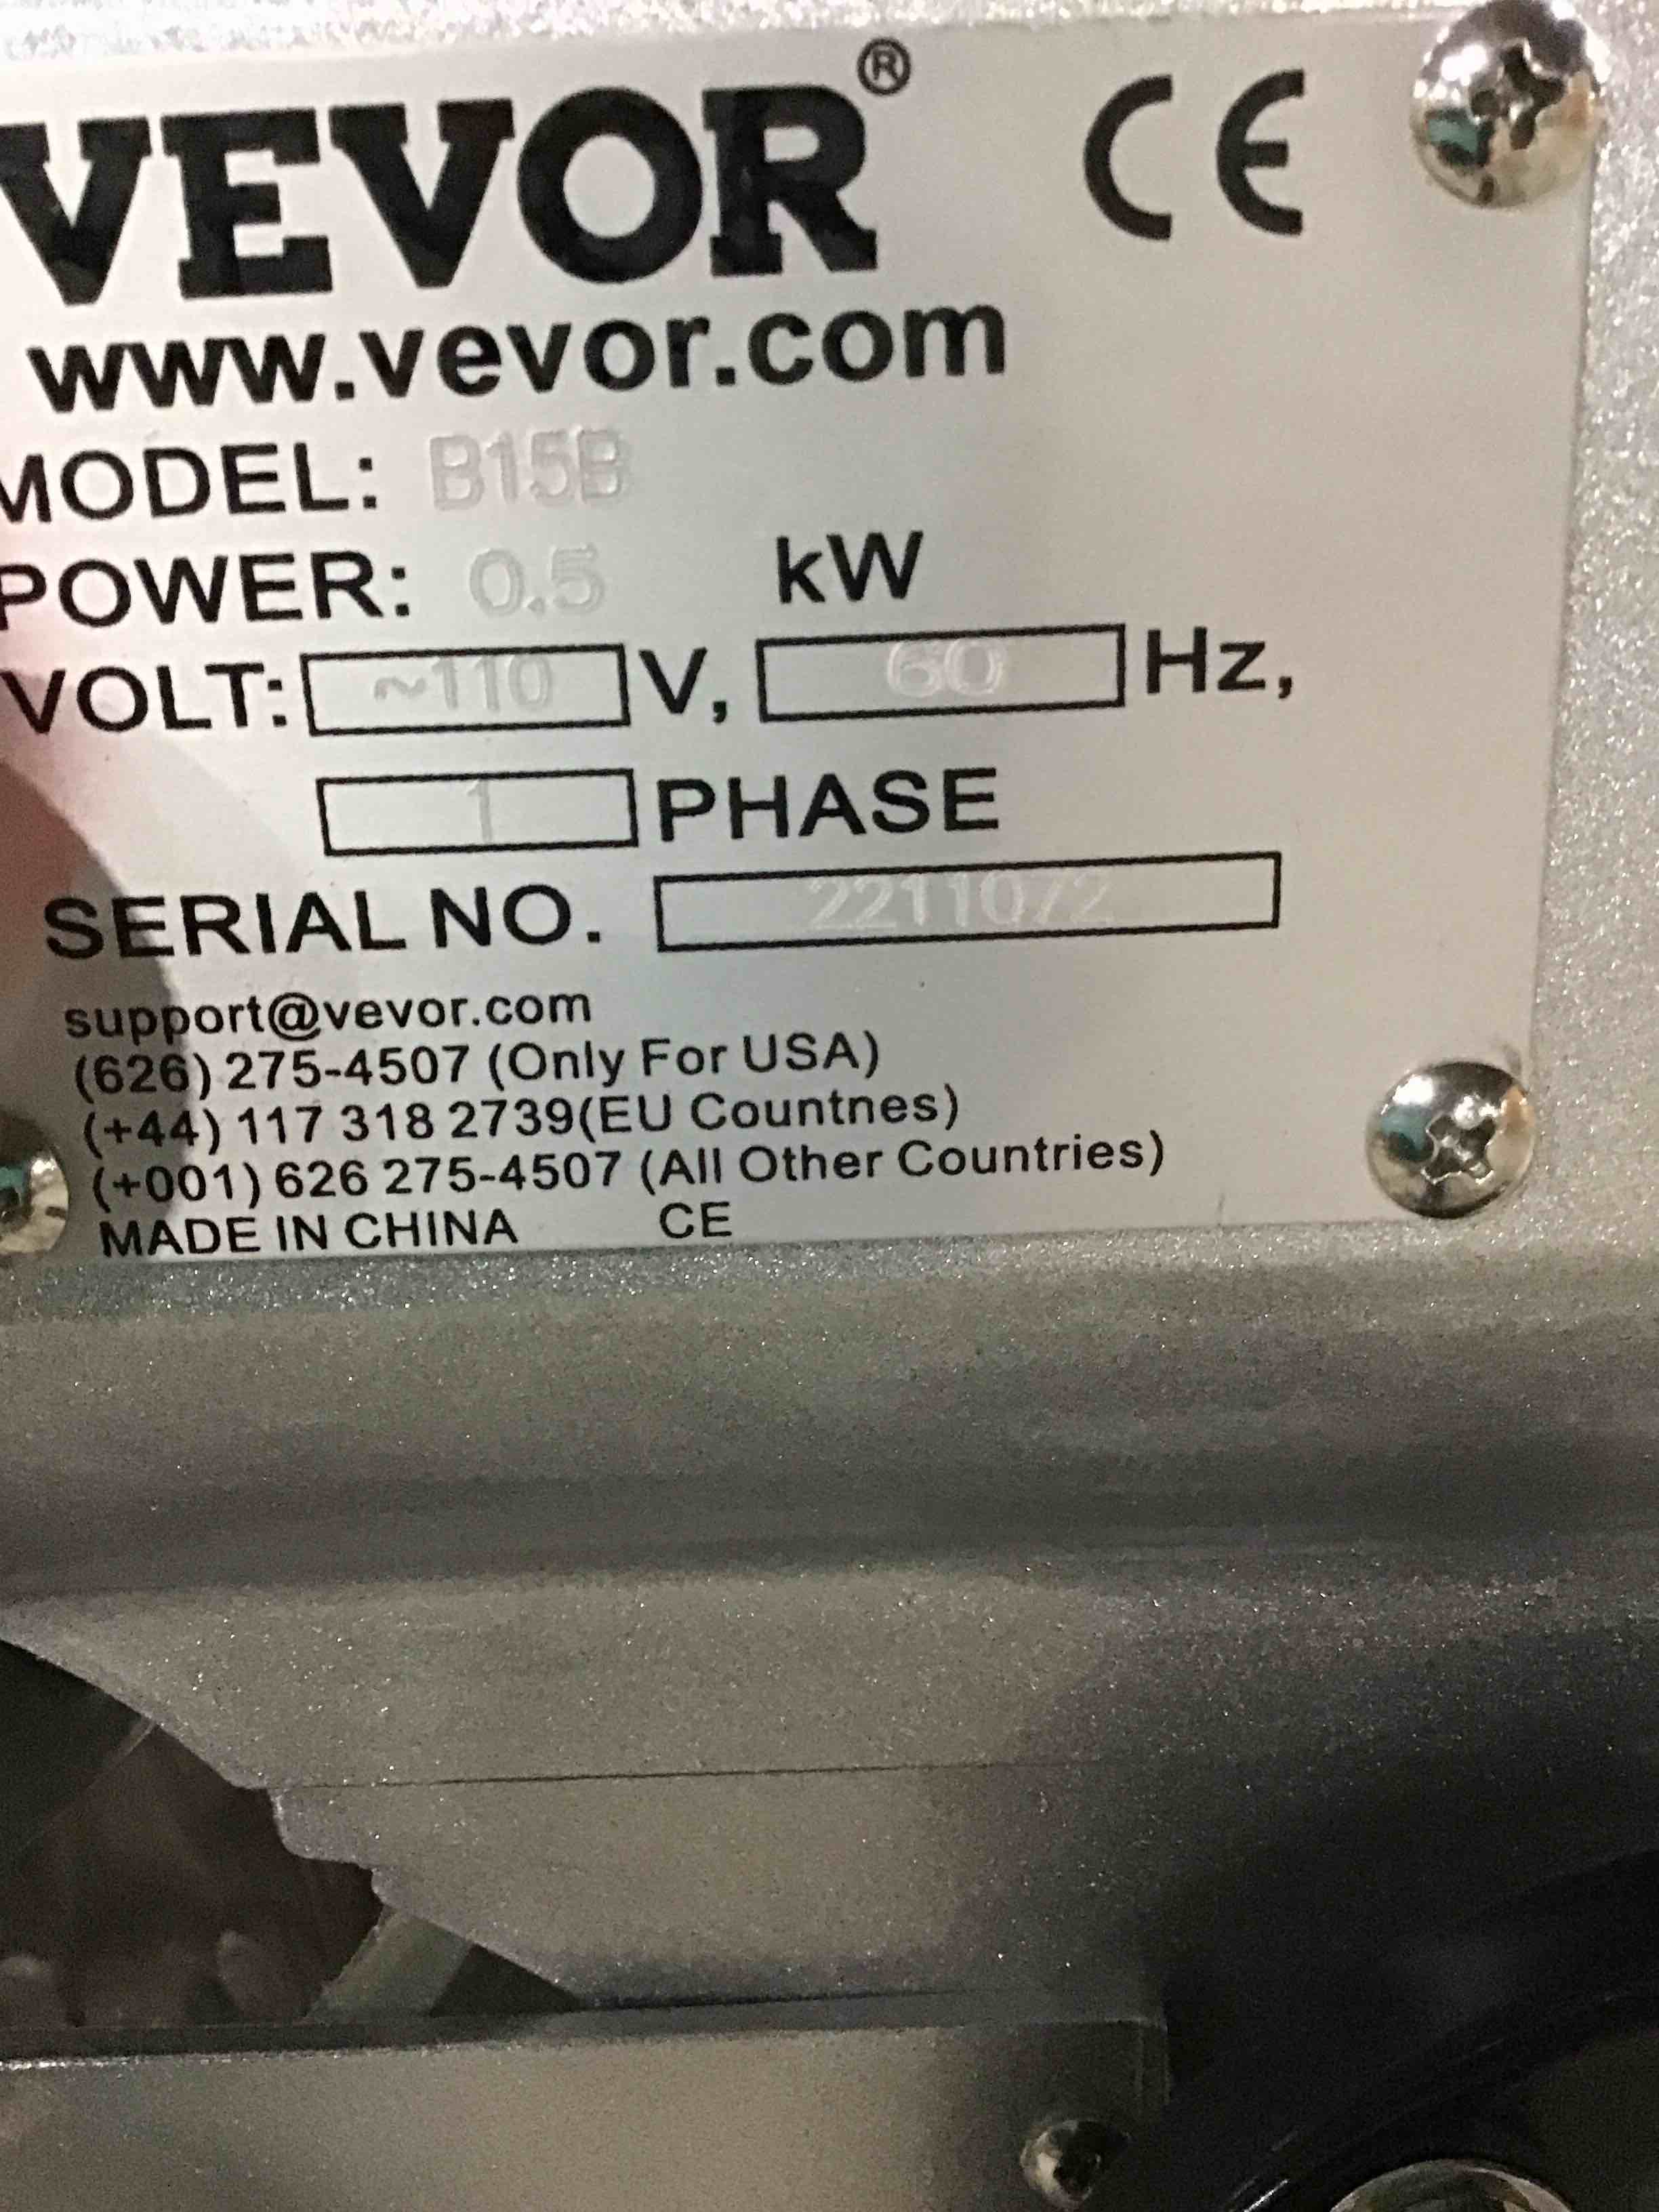 VEVOR®
CE
www.vevor.com
MODEL: B15B
POWER: 0.5 kW
VOLT: ~110 V, 60 Hz,
1 PHASE
SERIAL NO. 2211072
support@vevor.com
(626) 275-4507 (Only For USA)
(+44) 117 318 2739(EU Countnes)
(+001) 626 275-4507 (All Other Countries)
MADE IN CHINA CE